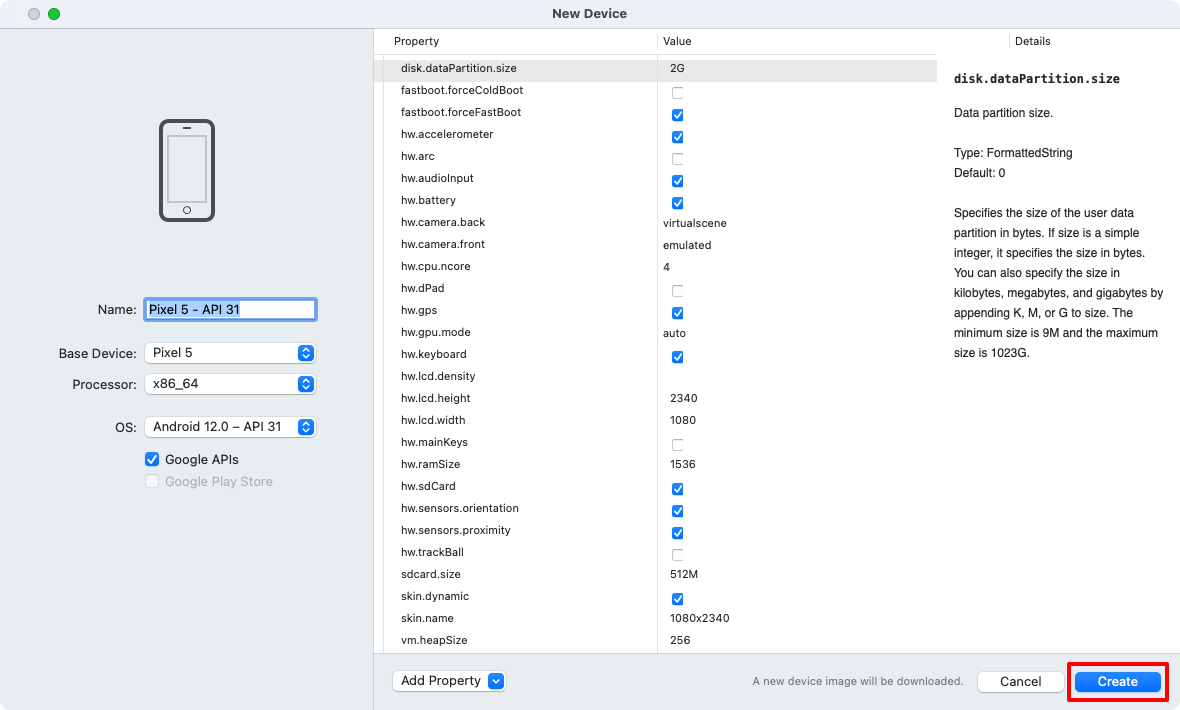 New Device
Property Value Details
disk.dataPartition.size 2G
fastboot.forceColdBoot
fastboot.forceFastBoot
hw.accelerometer
hw.arc
hw.audioInput
hw.battery
hw.camera.back virtualscene
hw.camera.front emulated
hw.cpu.ncore 4
hw.dPad
hw.gps
hw.gpu.mode auto
hw.keyboard
hw.lcd.density
hw.lcd.height 2340
hw.lcd.width 1080
hw.mainKeys
hw.ramSize 1536
hw.sdCard
hw.sensors.orientation
hw.sensors.proximity
hw.trackBall
sdcard.size 512M
skin.dynamic
skin.name 1080x2340
vm.heapSize 256
disk.dataPartition.size
Data partition size.
Type: FormattedString
Default: 0
Specifies the size of the user data
partition in bytes. If size is a simple
integer, it specifies the size in bytes.
You can also specify the size in
kilobytes, megabytes, and gigabytes by
appending K, M, or G to size. The
minimum size is 9M and the maximum
size is 1023G.
Name: Pixel 5 - API 31
Base Device: Pixel 5
Processor: x86_64
OS: Android 12.0 – API 31
Google APIs
Google Play Store
Add Property
A new device image will be downloaded.
Cancel
Create